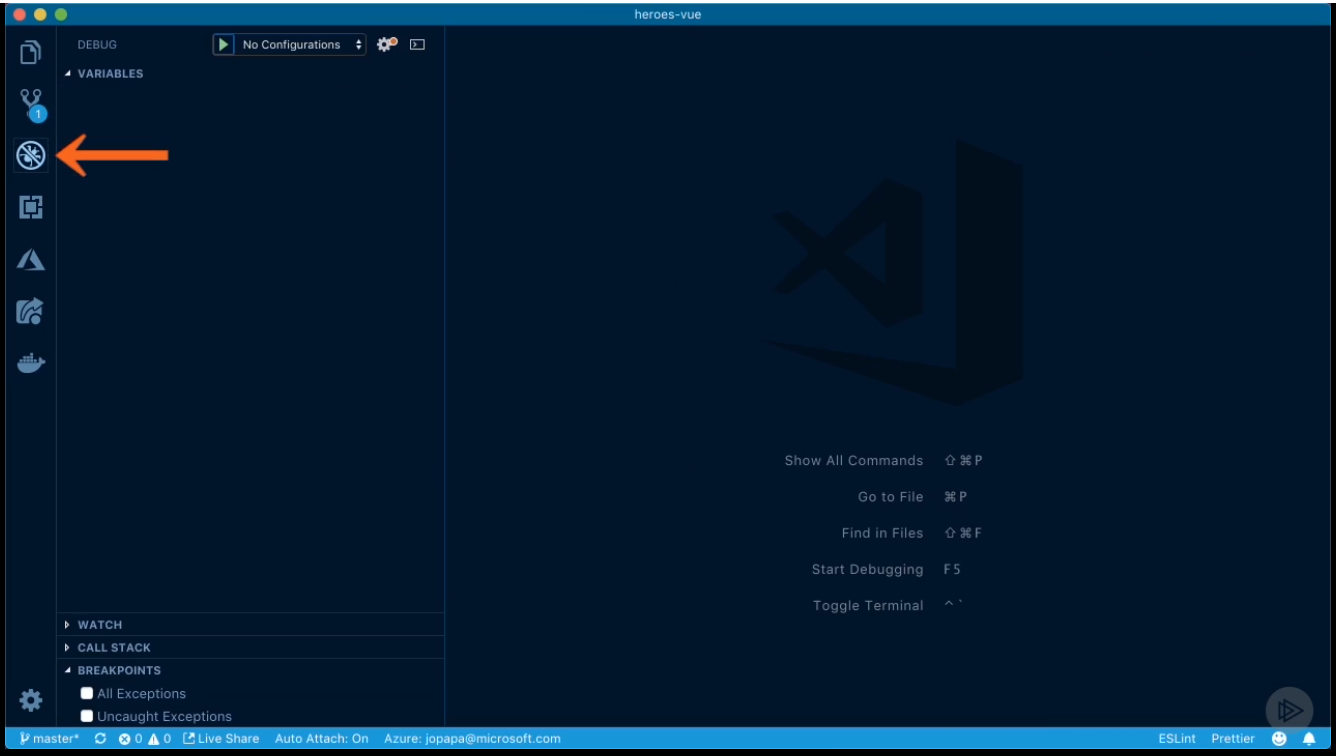 heroes-vue
DEBUG
No Configurations
VARIABLES
1
Show All Commands ⇧⌘P
Go to File ⌘P
Find in Files ⇧⌘F
Start Debugging F5
Toggle Terminal ^`
WATCH
CALL STACK
BREAKPOINTS
All Exceptions
Uncaught Exceptions
master* 0 0 Live Share Auto Attach: On Azure: jopapa@microsoft.com ESLint Prettier